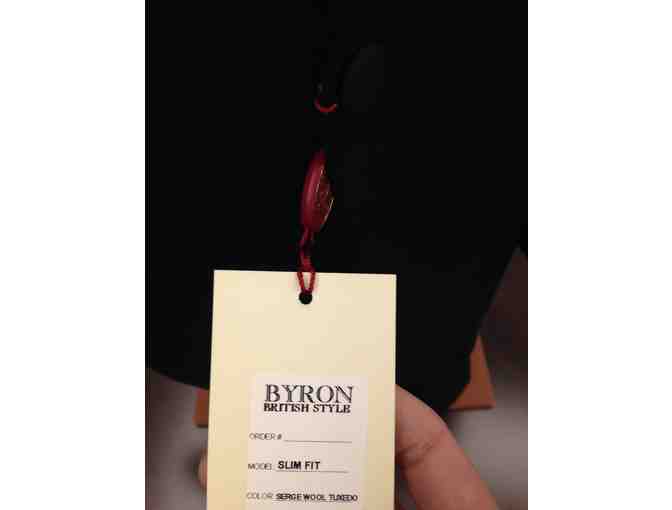 BYRON
BRITISH STYLE
ORDER #
MODEL SLIM FIT
COLOR SERGE WOOL TUXEDO